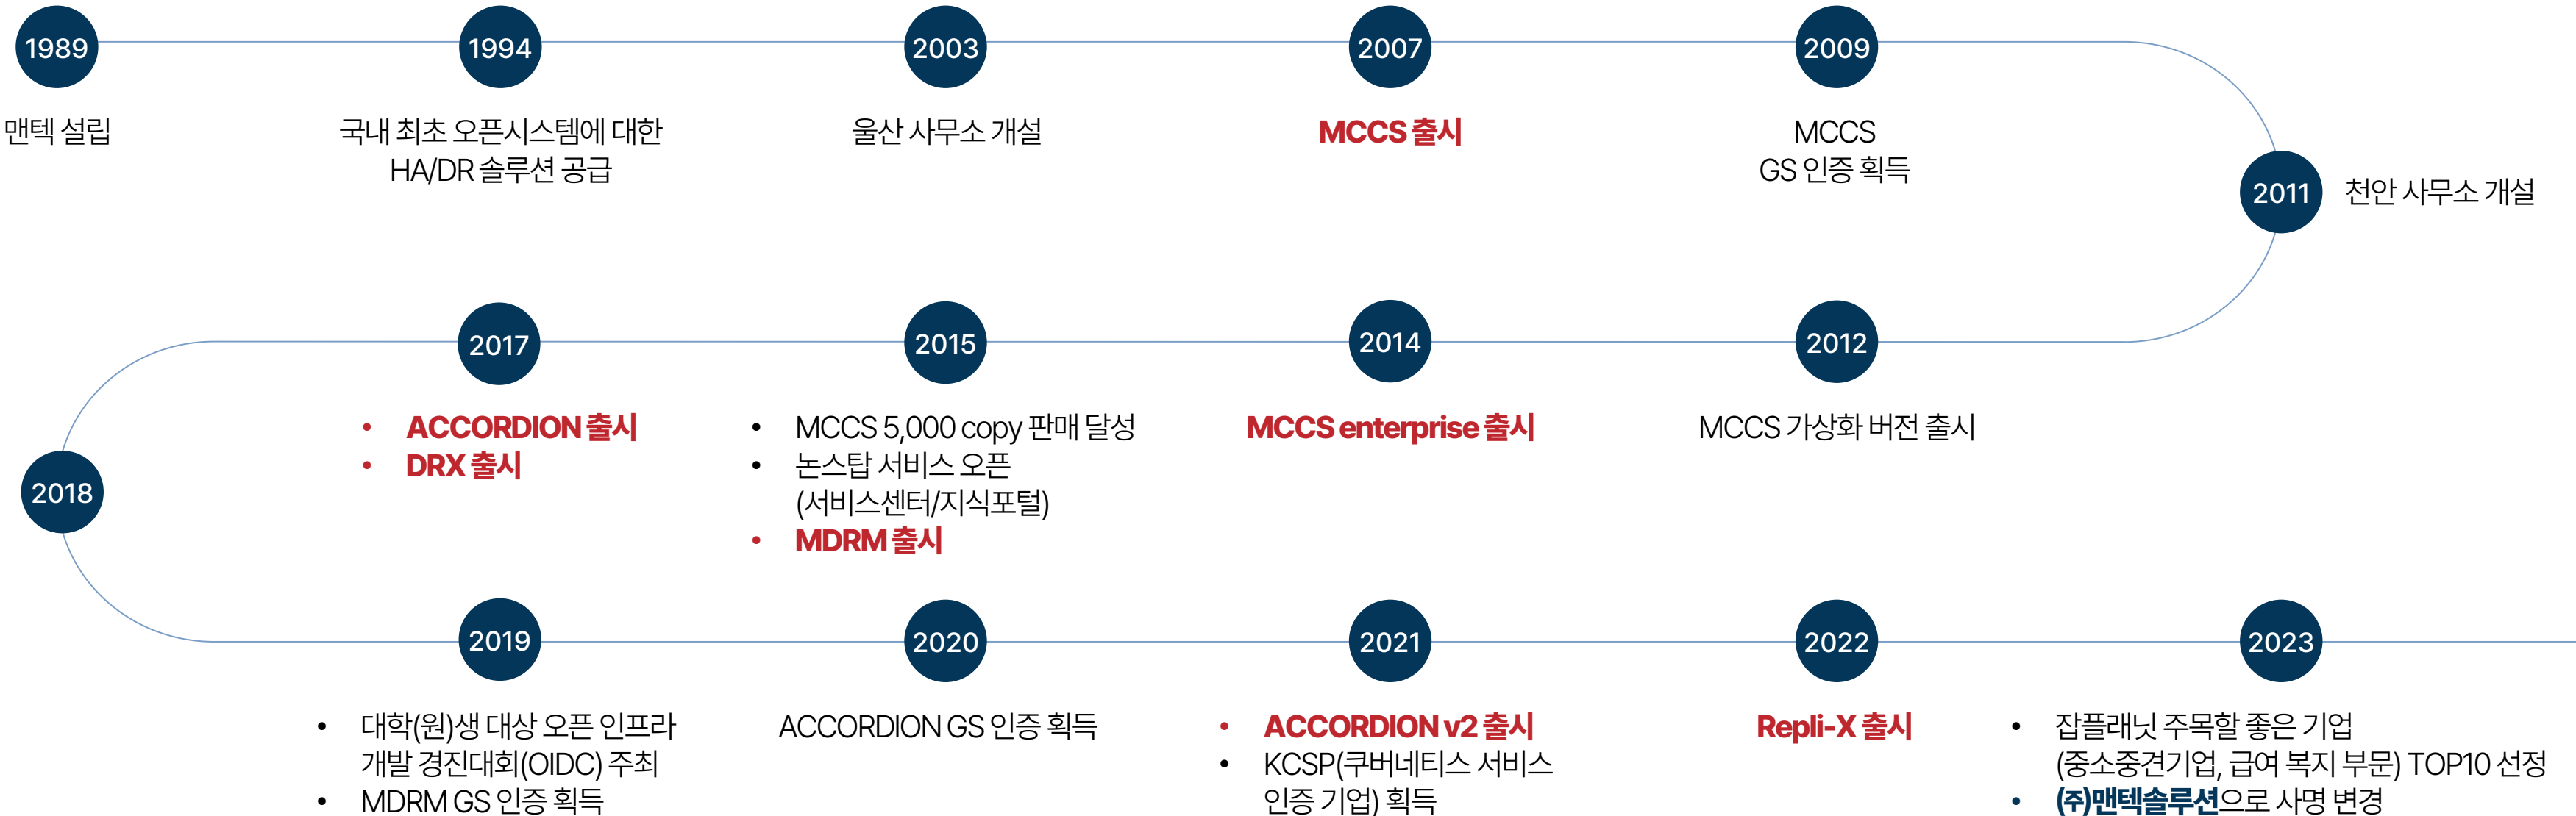 1989
맨텍 설립
1994
국내 최초 오픈시스템에 대한
HA/DR 솔루션 공급
2003
울산 사무소 개설
2007
MCCS 출시
2009
MCCS
GS 인증 획득
2011
천안 사무소 개설
2012
MCCS 가상화 버전 출시
2014
MCCS enterprise 출시
2015
• MCCS 5,000 copy 판매 달성
• 논스탑 서비스 오픈
(서비스센터/지식포털)
• MDRM 출시
2017
• ACCORDION 출시
• DRX 출시
2018
2019
• 대학(원)생 대상 오픈 인프라
개발 경진대회(OIDC) 주최
• MDRM GS 인증 획득
2020
ACCORDION GS 인증 획득
2021
• ACCORDION v2 출시
• KCSP(쿠버네티스 서비스
인증 기업) 획득
2022
Repli-X 출시
2023
• 잡플래닛 주목할 좋은 기업
(중소중견기업, 급여 복지 부문) TOP10 선정
• (주)맨텍솔루션으로 사명 변경